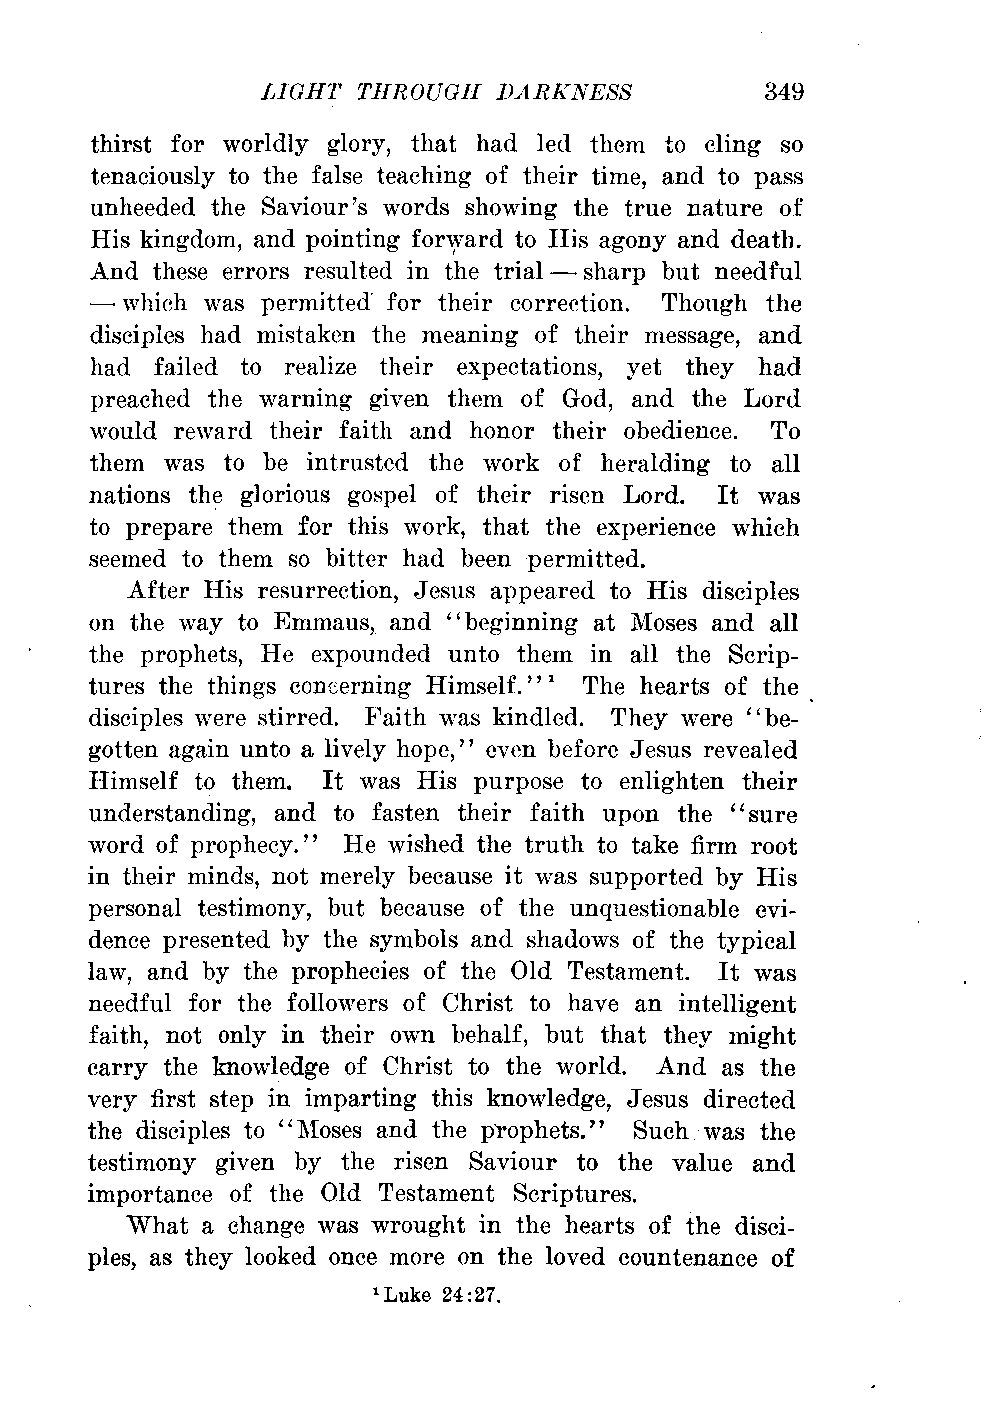 LIGHT THROUGH DARKNESS 349
thirst for worldly glory, that had led them to cling so
tenaciously to the false teaching of their time, and to pass
unheeded the Saviour's words showing the true nature of
His kingdom, and pointing forward to His agony and death.
And these errors resulted in the trial — sharp but needful
— which was permitted for their correction. Though the
disciples had mistaken the meaning of their message, and
had failed to realize their expectations, yet they had
preached the warning given them of God, and the Lord
would reward their faith and honor their obedience. To
them was to be intrusted the work of heralding to all
nations the glorious gospel of their risen Lord. It was
to prepare them for this work, that the experience which
seemed to them so bitter had been permitted.
After His resurrection, Jesus appeared to His disciples
on the way to Emmaus, and "beginning at Moses and all
the prophets, He expounded unto them in all the Scrip-
tures the things concerning Himself."¹ The hearts of the
disciples were stirred. Faith was kindled. They were "be-
gotten again unto a lively hope," even before Jesus revealed
Himself to them. It was His purpose to enlighten their
understanding, and to fasten their faith upon the "sure
word of prophecy." He wished the truth to take firm root
in their minds, not merely because it was supported by His
personal testimony, but because of the unquestionable evi-
dence presented by the symbols and shadows of the typical
law, and by the prophecies of the Old Testament. It was
needful for the followers of Christ to have an intelligent
faith, not only in their own behalf, but that they might
carry the knowledge of Christ to the world. And as the
very first step in imparting this knowledge, Jesus directed
the disciples to "Moses and the prophets." Such was the
testimony given by the risen Saviour to the value and
importance of the Old Testament Scriptures.
What a change was wrought in the hearts of the disci-
ples, as they looked once more on the loved countenance of
¹Luke 24:27.